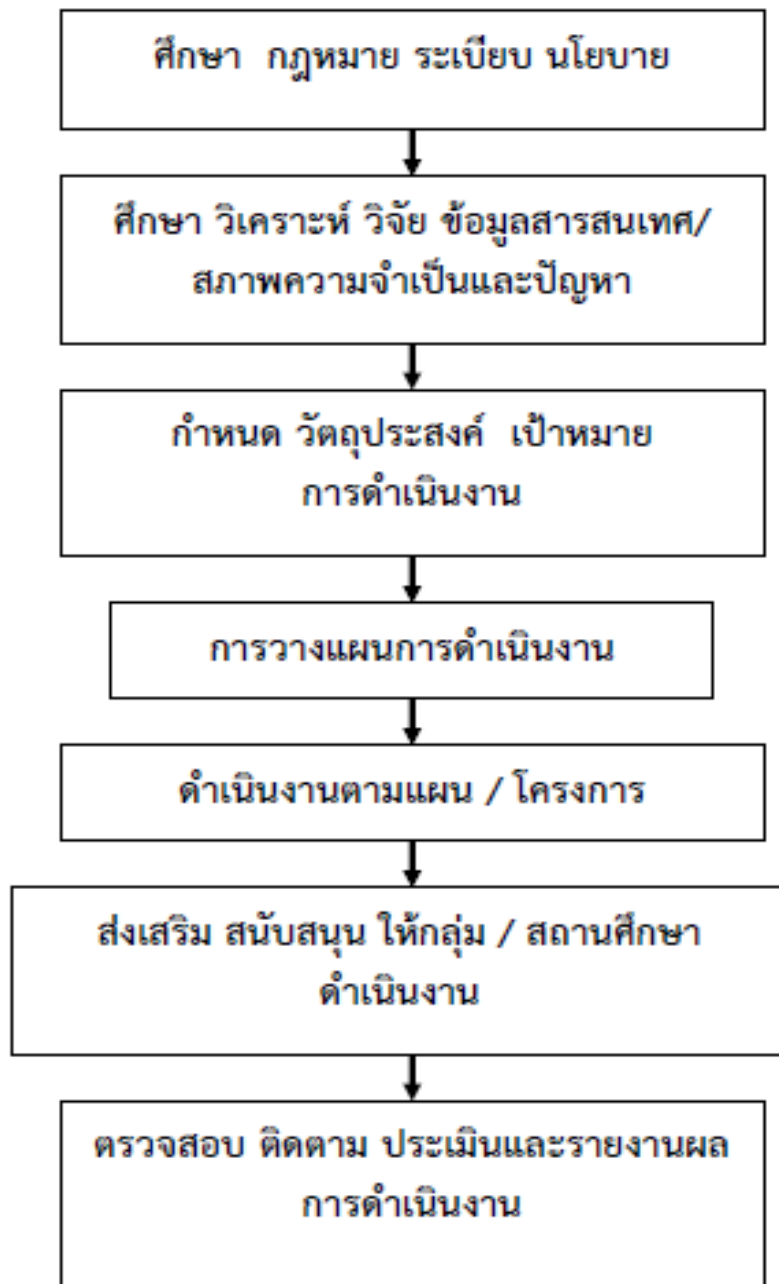 ศึกษา  กฎหมาย ระเบียบ นโยบาย
ศึกษา วิเคราะห์ วิจัย ข้อมูลสารสนเทศ/
สภาพความจำเป็นและปัญหา
กำหนด วัตถุประสงค์  เป้าหมาย
การดำเนินงาน
การวางแผนการดำเนินงาน
ดำเนินงานตามแผน / โครงการ
ส่งเสริม สนับสนุน ให้กลุ่ม / สถานศึกษา
ดำเนินงาน
ตรวจสอบ ติดตาม ประเมินและรายงานผล
การดำเนินงาน